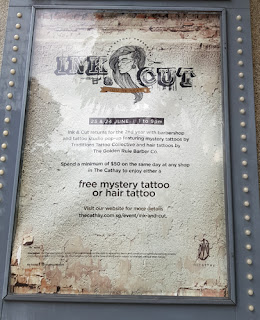 INK & CUT
23 & 24 JUNE | 1 - 9pm
Ink & Cut returns for the 2nd year with barbershop
and tattoo studio pop-up featuring mystery tattoos by
Traditions Tattoo Collective and hair tattoos by
The Golden Rule Barber Co.
Spend a minimum of $50 on the same day at any shop
in The Cathay to enjoy either a
free mystery tattoo
or hair tattoo
Visit our website for more details
thecathay.com.sg/event/ink-and-cut.
CATHAY